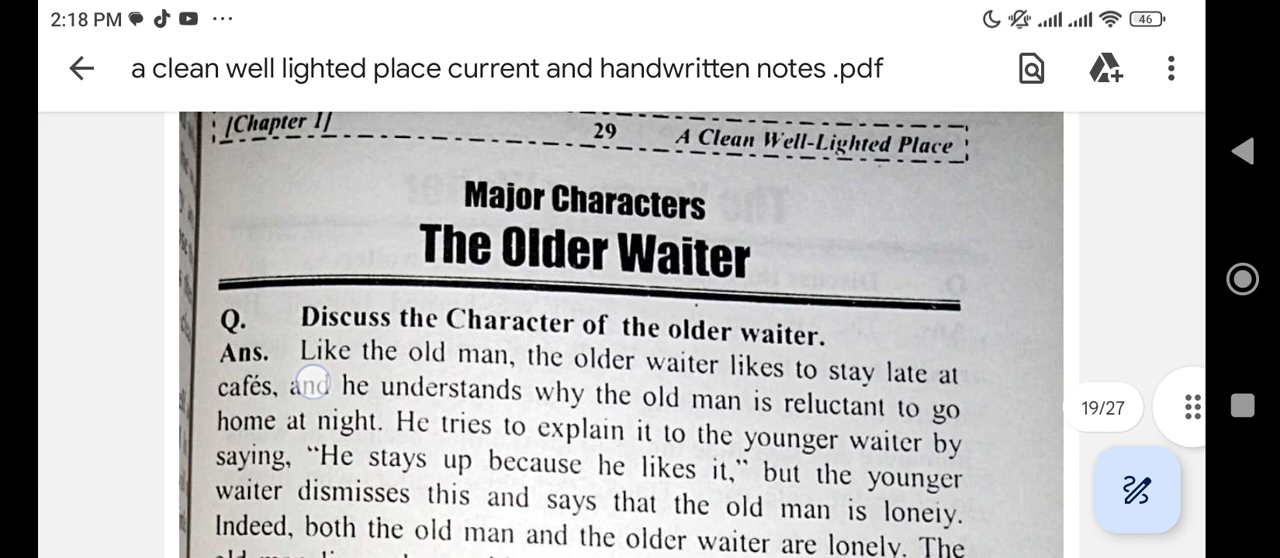 2:18 PM ...
46
a clean well lighted place current and handwritten notes .pdf
[Chapter I] 29 A Clean Well-Lighted Place
Major Characters
The Older Waiter
Q. Discuss the Character of the older waiter.
Ans. Like the old man, the older waiter likes to stay late at
cafés, and he understands why the old man is reluctant to go
home at night. He tries to explain it to the younger waiter by
saying, “He stays up because he likes it,” but the younger
waiter dismisses this and says that the old man is loneiy.
Indeed, both the old man and the older waiter are lonely. The
19/27